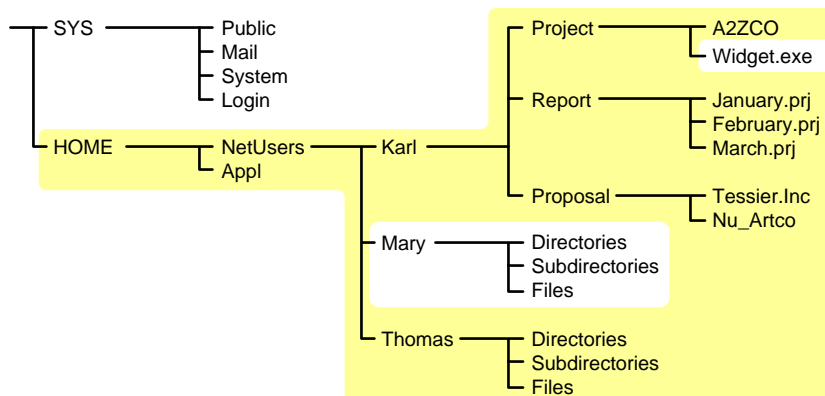 SYS Public Project A2ZCO
Mail Widget.exe
System
Login Report January.prj
February.prj
HOME NetUsers Karl March.prj
Appl
Proposal Tessier.Inc
Nu_Artco
Mary Directories
Subdirectories
Files
Thomas Directories
Subdirectories
Files